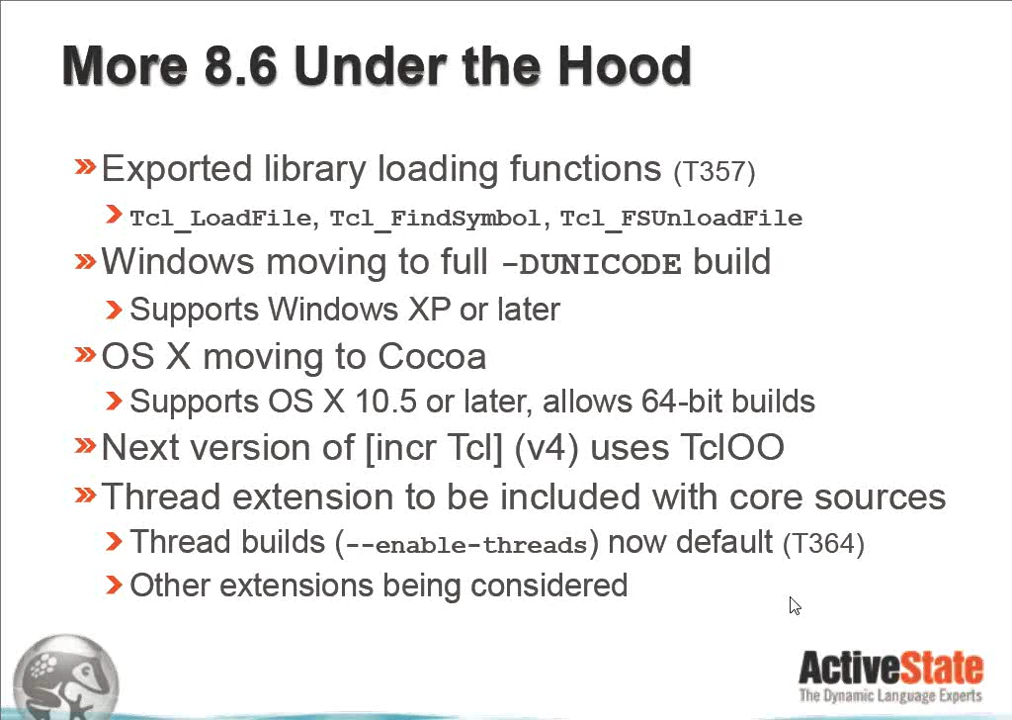 More 8.6 Under the Hood
Exported library loading functions (T357)
Tcl_LoadFile, Tcl_FindSymbol, Tcl_FSUnloadFile
Windows moving to full -DUNICODE build
Supports Windows XP or later
OS X moving to Cocoa
Supports OS X 10.5 or later, allows 64-bit builds
Next version of [incr Tcl] (v4) uses TclOO
Thread extension to be included with core sources
Thread builds (--enable-threads) now default (T364)
Other extensions being considered
ActiveState
The Dynamic Language Experts